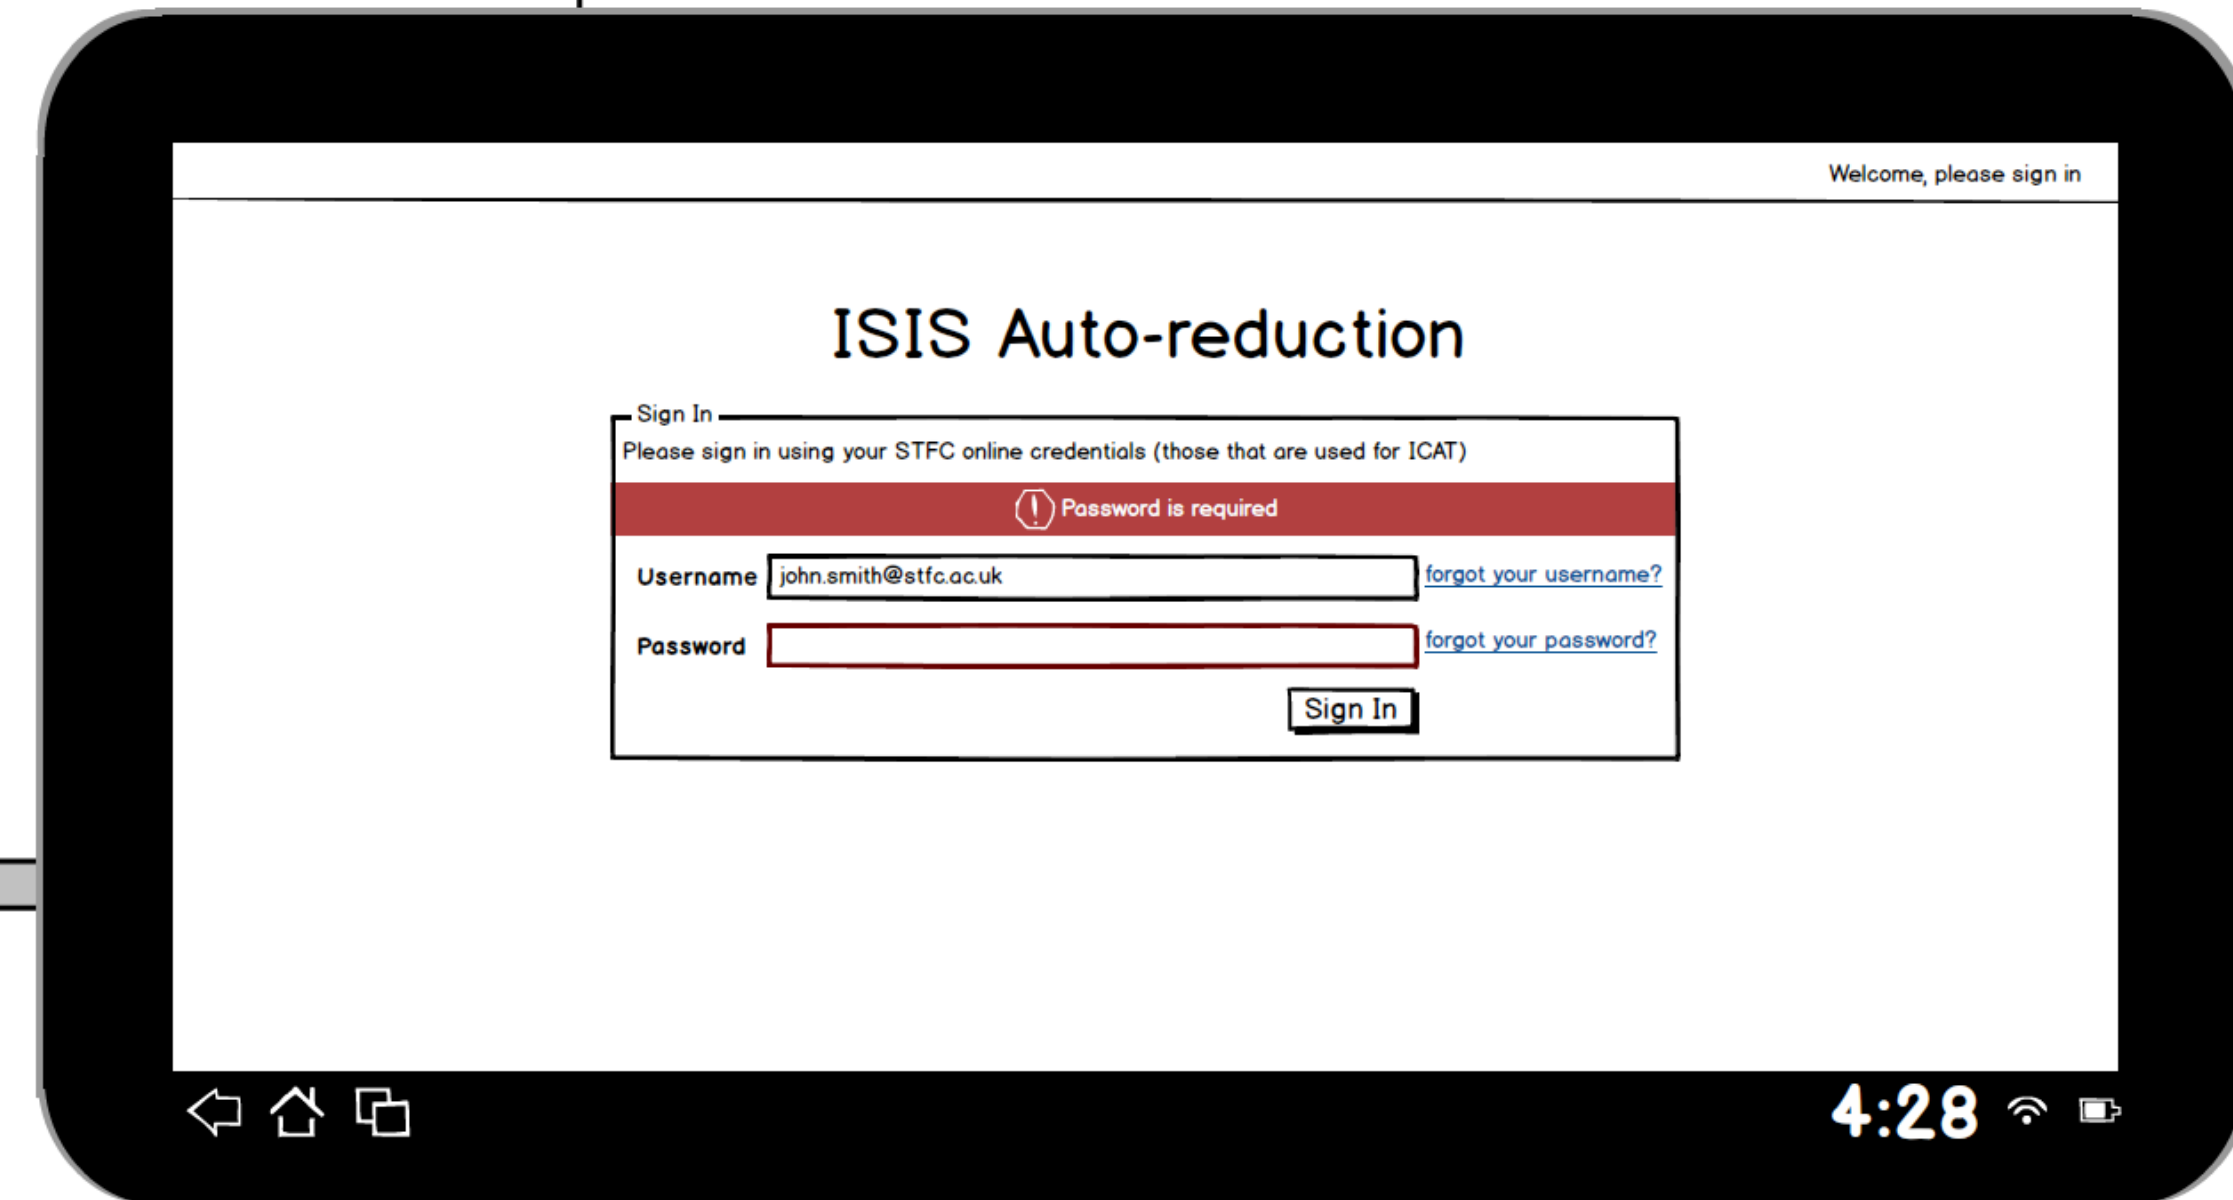 Welcome, please sign in
ISIS Auto-reduction
Sign In
Please sign in using your STFC online credentials (those that are used for ICAT)
Password is required
Username john.smith@stfc.ac.uk forgot your username?
Password forgot your password?
Sign In
4:28